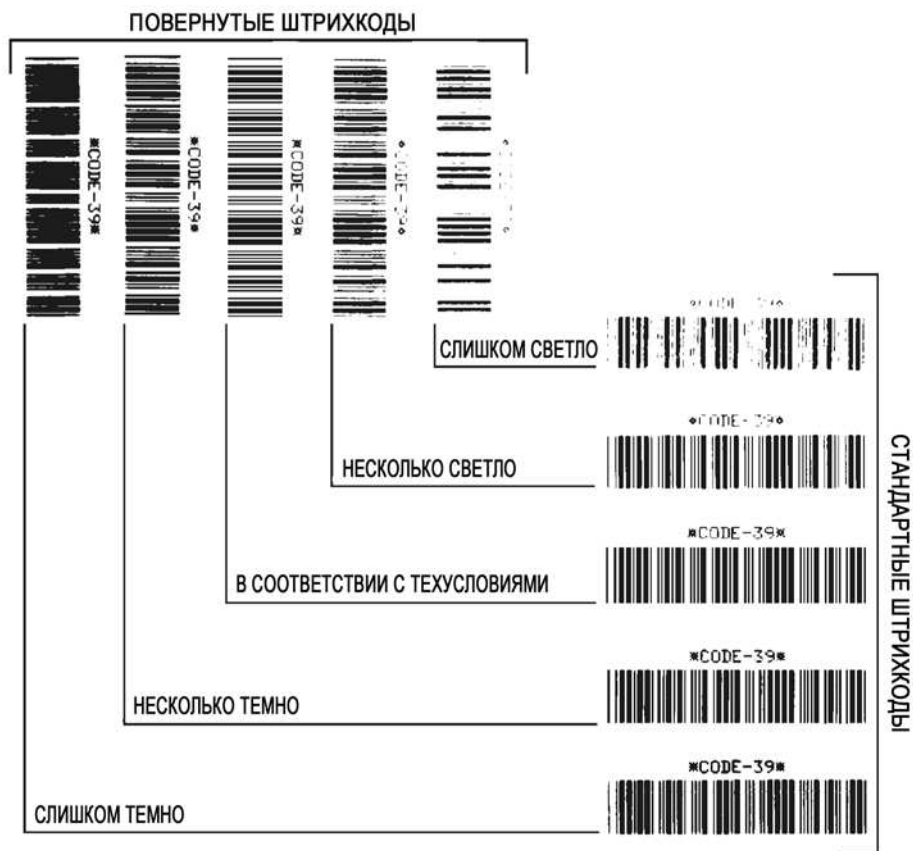 ПОВЕРНУТЫЕ ШТРИХКОДЫ
*CODE-39*
*CODE-39*
*CODE-39*
СЛИШКОМ СВЕТЛО
НЕСКОЛЬКО СВЕТЛО
В СООТВЕТСТВИИ С ТЕХУСЛОВИЯМИ
*CODE-39*
НЕСКОЛЬКО ТЕМНО
*CODE-39*
СЛИШКОМ ТЕМНО
*CODE-39*
СТАНДАРТНЫЕ ШТРИХКОДЫ